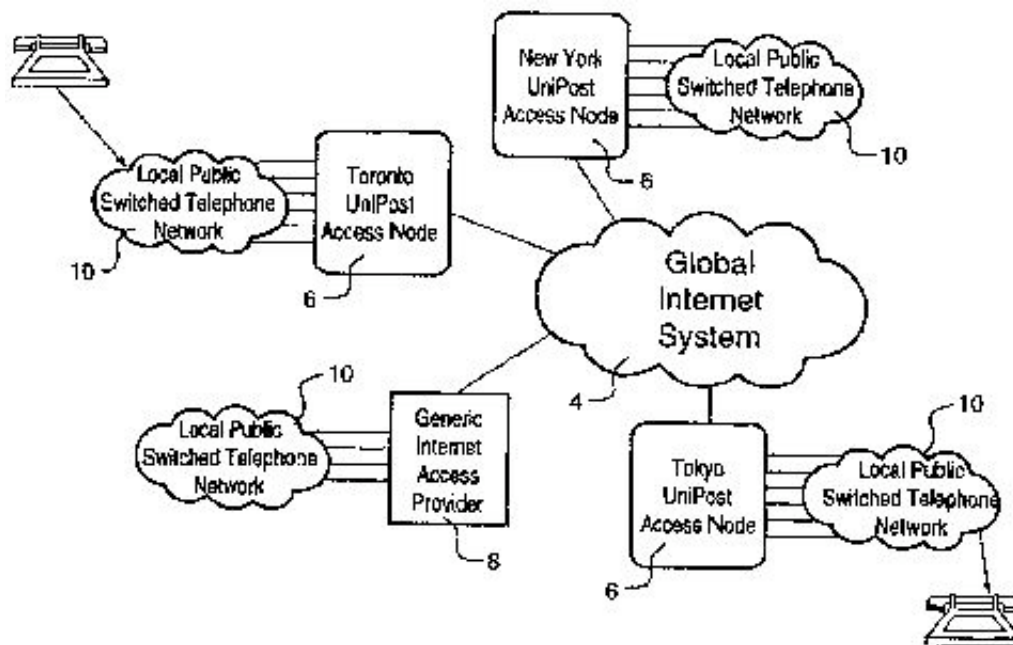 New York
UniPost
Access Node
6
Local Public
Switched Telephone
Network
10
Local Public
Switched Telephone
Network
10
Toronto
UniPost
Access Node
6
Global
Internet
System
4
Local Public
Switched Telephone
Network
10
Generic
Internet
Access
Provider
8
Tokyo
UniPost
Access Node
6
Local Public
Switched Telephone
Network
10